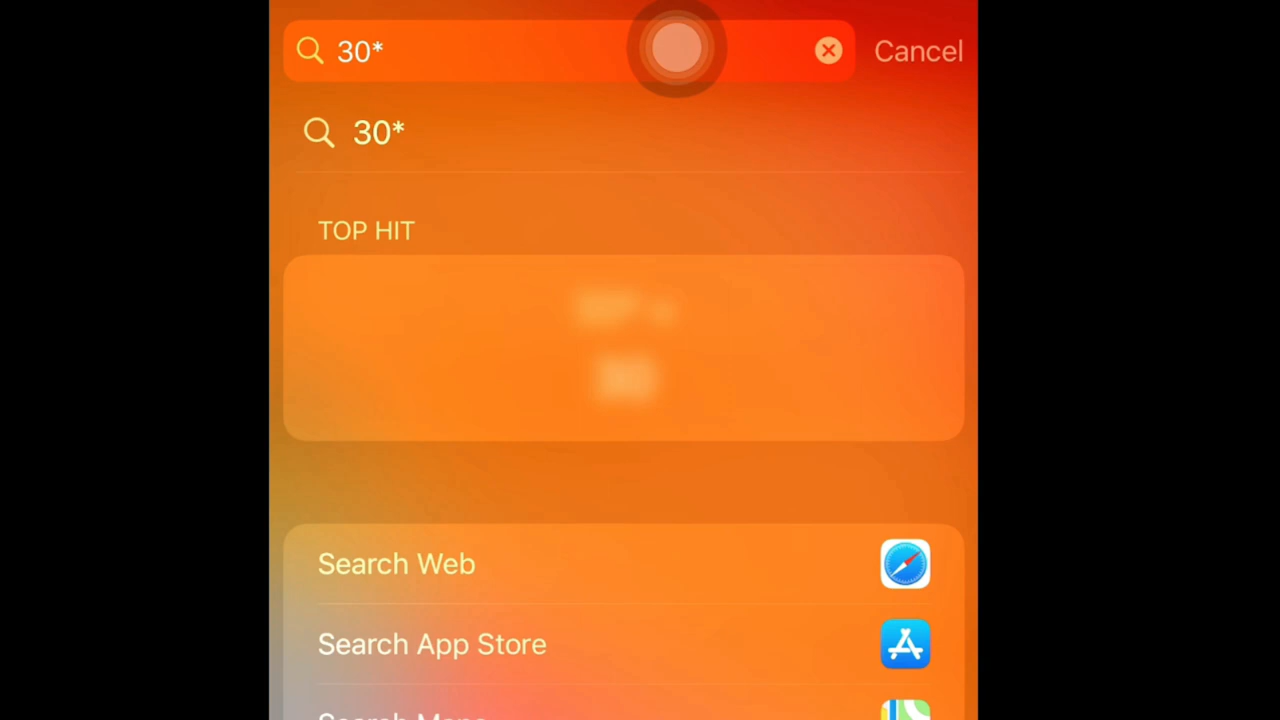 30*
Cancel
30*
TOP HIT
Search Web
Search App Store
Search Maps